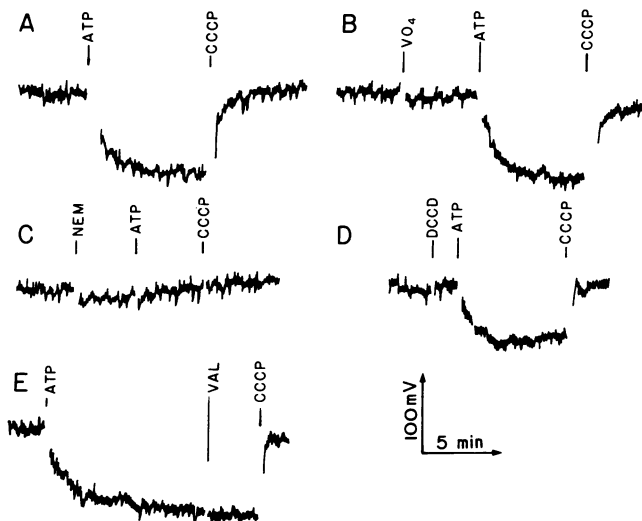 A
ATP
CCCP
B
VO4
ATP
CCCP
C
NEM
ATP
CCCP
D
DCCD
ATP
CCCP
E
ATP
VAL
CCCP
100mV
5 min